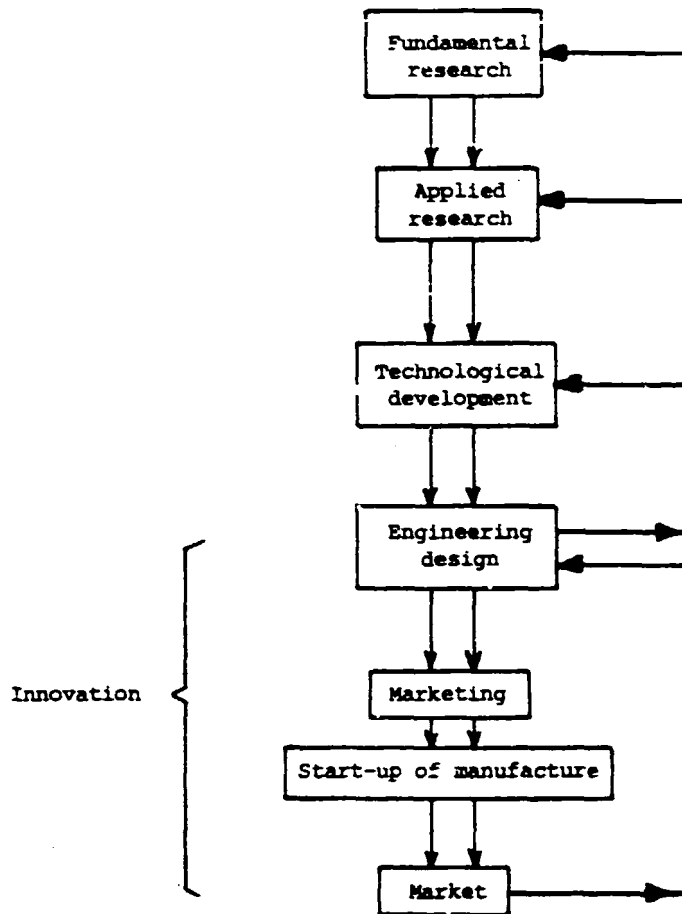 Fundamental
research
Applied
research
Technological
development
Engineering
design
Innovation
Marketing
Start-up of manufacture
Market